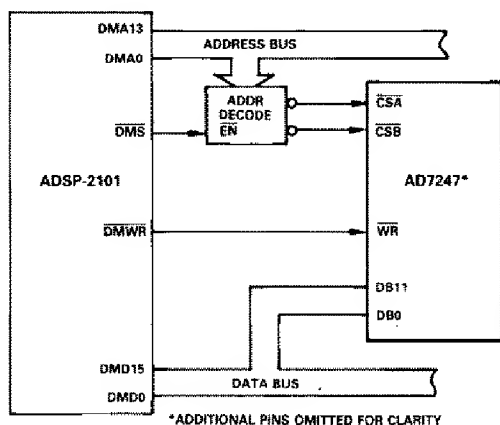 DMA13
ADDRESS BUS
DMA0
ADDR
DECODE
EN
CSA
CSB
DMS
ADSP-2101
AD7247*
DMWR
WR
DB11
DB0
DMD15
DATA BUS
DMD0
*ADDITIONAL PINS OMITTED FOR CLARITY